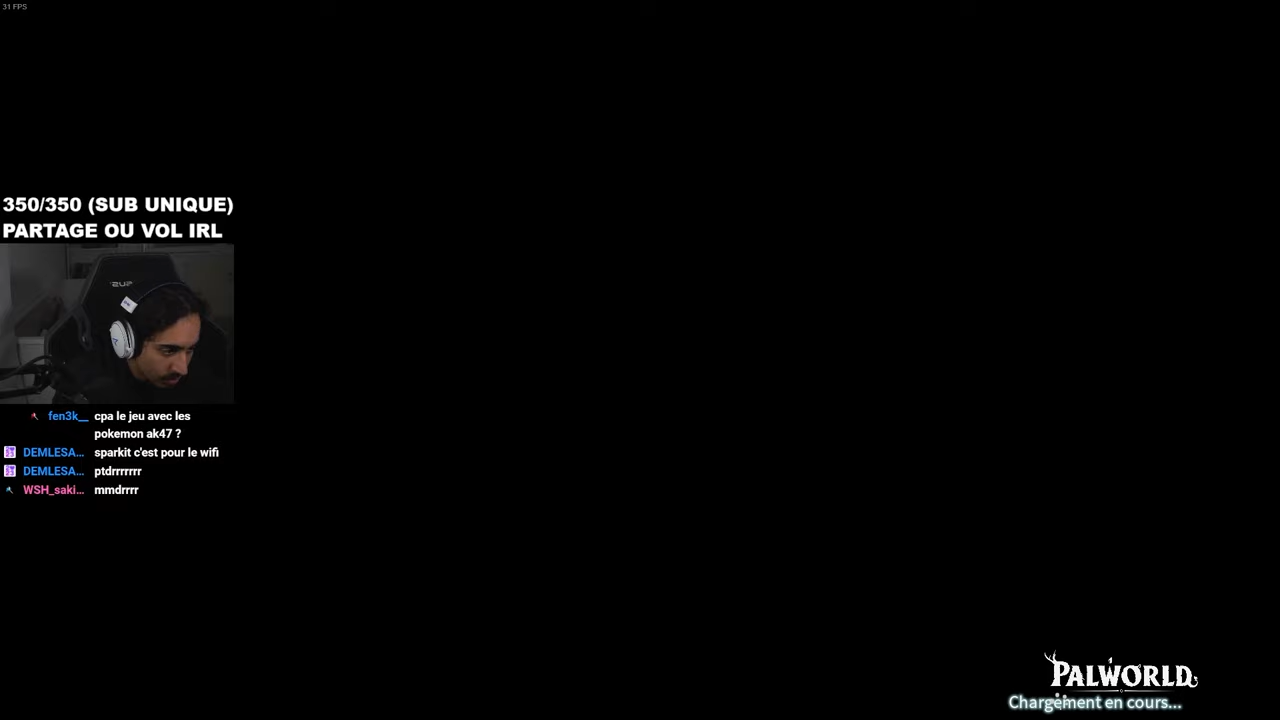 31 FPS
350/350 (SUB UNIQUE)
PARTAGE OU VOL IRL
fen3k__ cpa le jeu avec les
pokemon ak47 ?
DEMLESA... sparkit c'est pour le wifi
DEMLESA... ptdrrrrrrr
WSH_saki... mmdrrrr
PALWORLD
Chargement en cours...